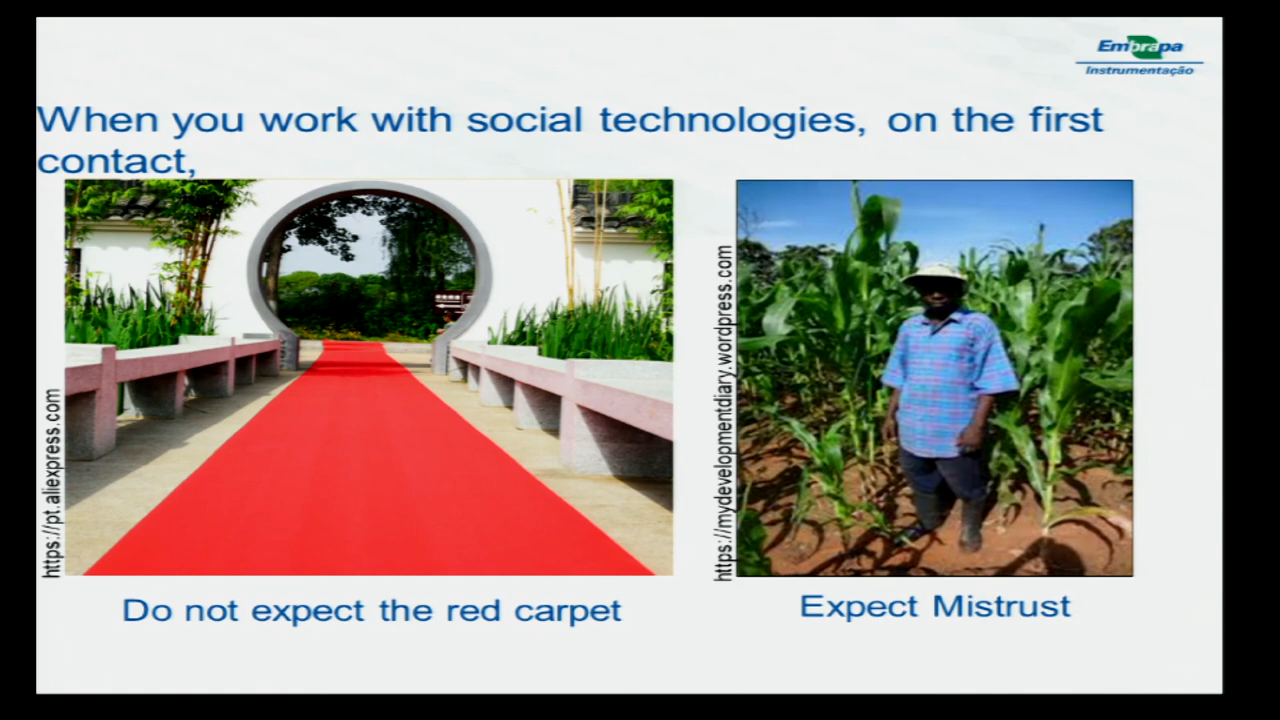 Embrapa
Instrumentação
When you work with social technologies, on the first
contact,
https://pt.aliexpress.com
https://mydevelopmentdiary.wordpress.com
Do not expect the red carpet
Expect Mistrust